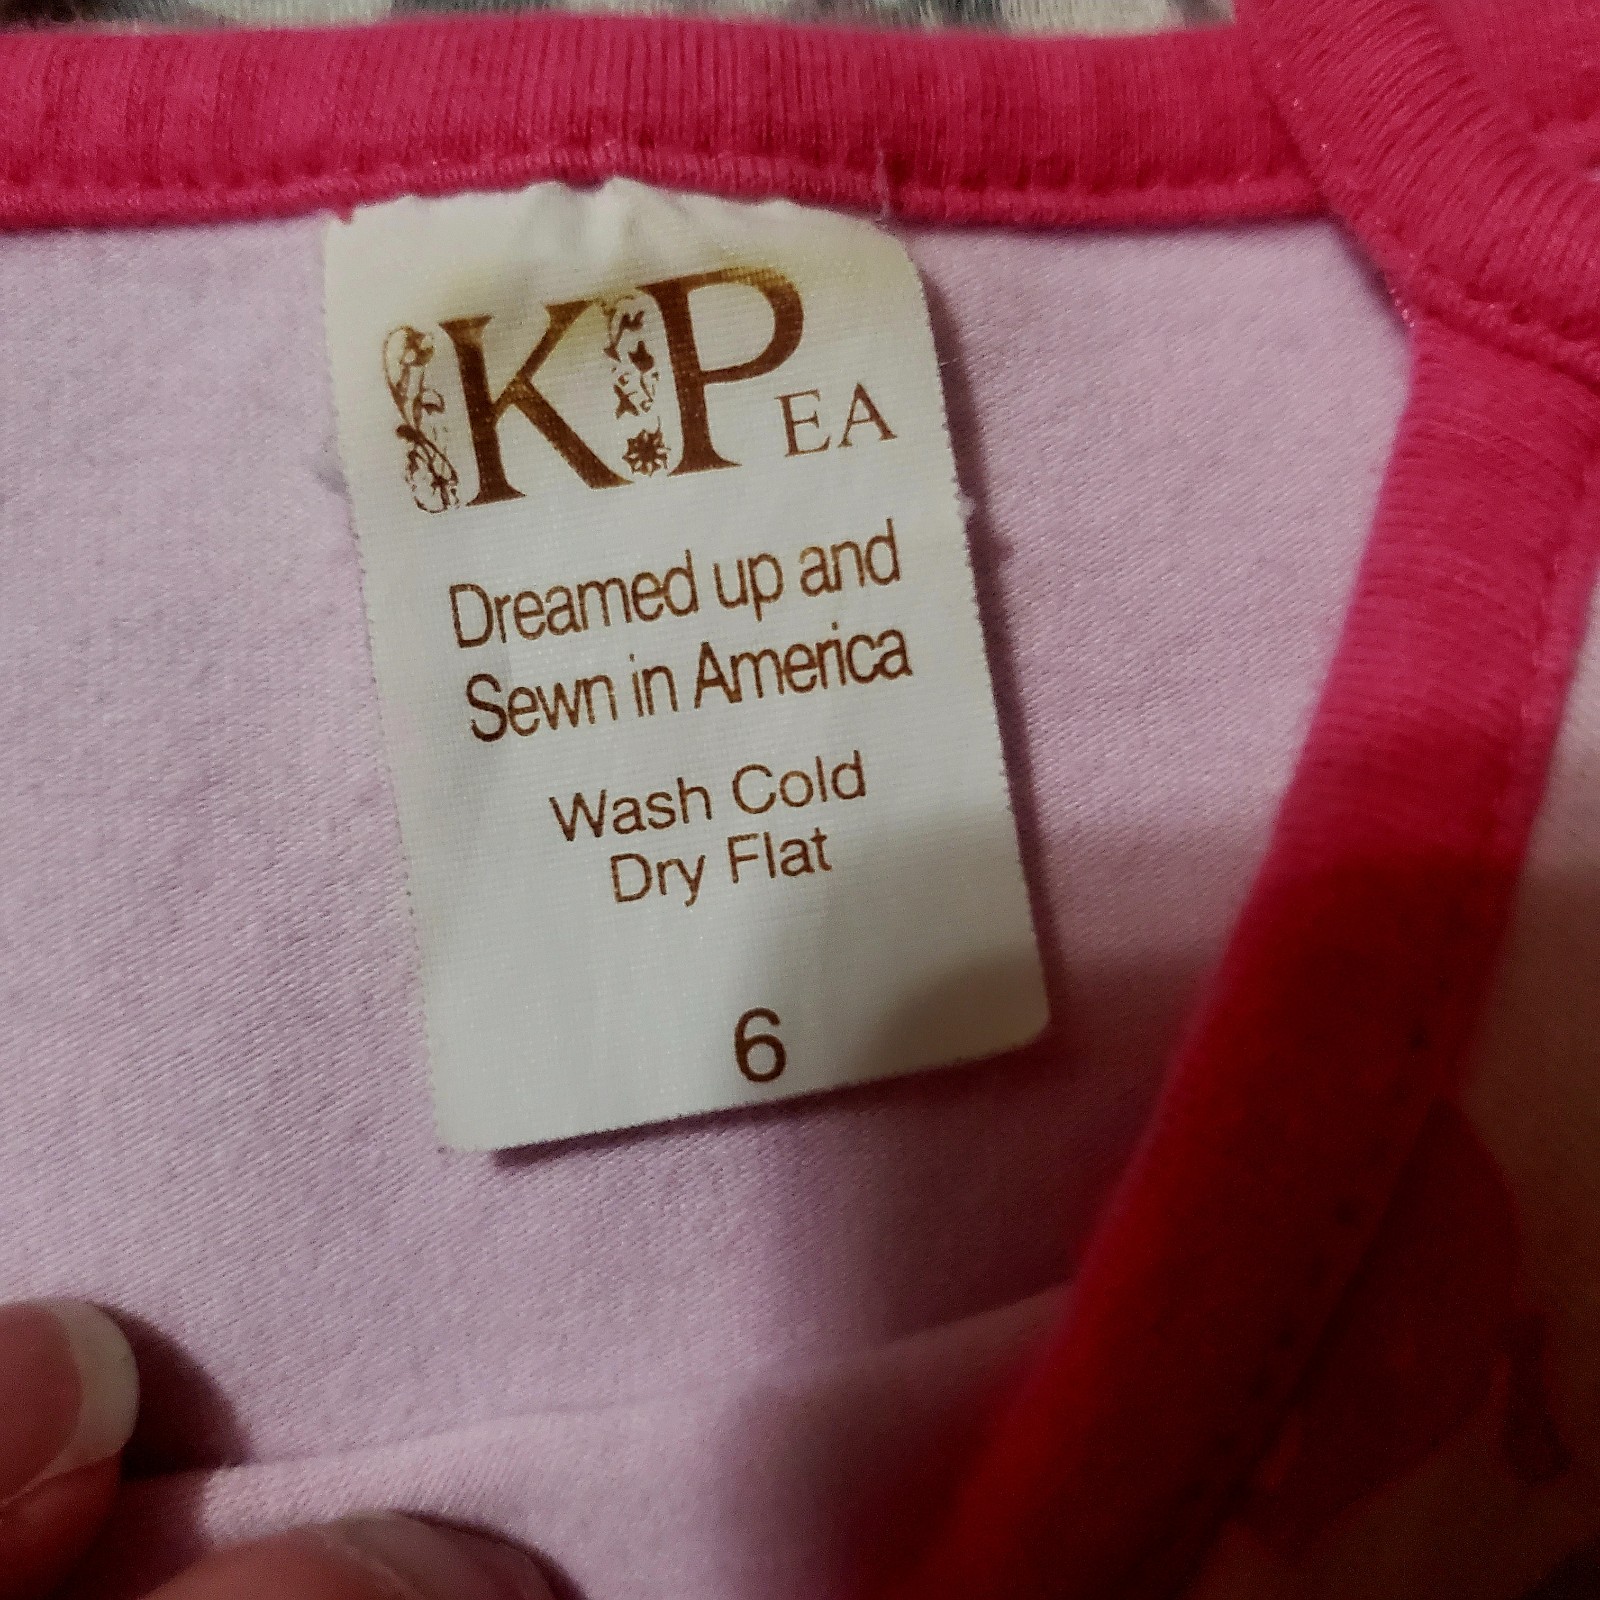 KPEA
Dreamed up and
Sewn in America
Wash Cold
Dry Flat
6